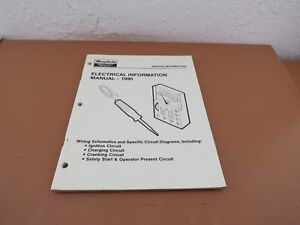 SERVICE INFORMATION
ELECTRICAL INFORMATION
MANUAL - 1990
Wiring Schematics and Specific Circuit Diagrams, Including:
• Ignition Circuit
• Charging Circuit
• Cranking Circuit
• Safety Start & Operator Present Circuit